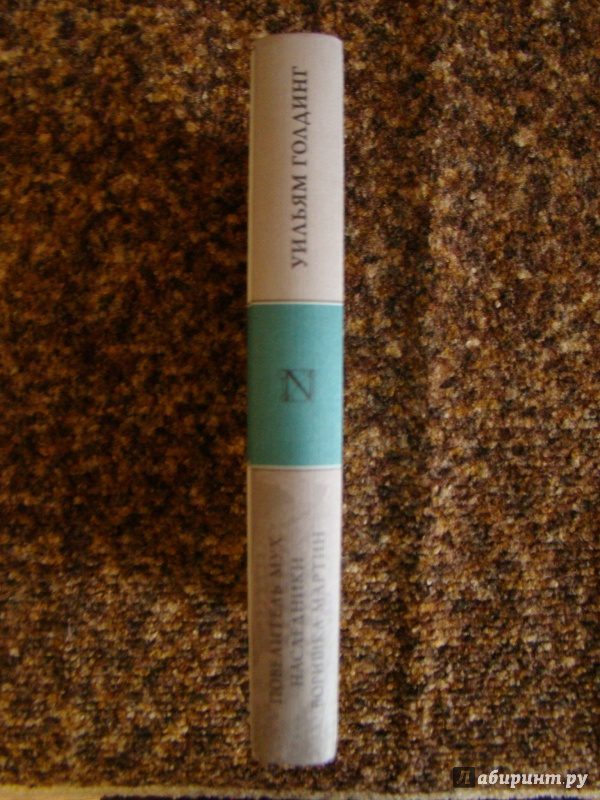 УИЛЬЯМ ГОЛДИНГ
N
ПОВЕЛИТЕЛЬ МУХ
НАСЛЕДНИКИ
ВОРИШКА МАРТИН
Лабиринт.ру